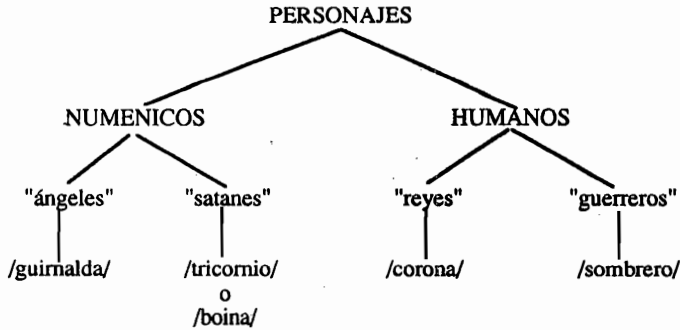 PERSONAJES
NUMENICOS HUMANOS
"ángeles" "satanes" "reyes" "guerreros"
/guirnalda/ /tricornio/ /corona/ /sombrero/
o
/boina/